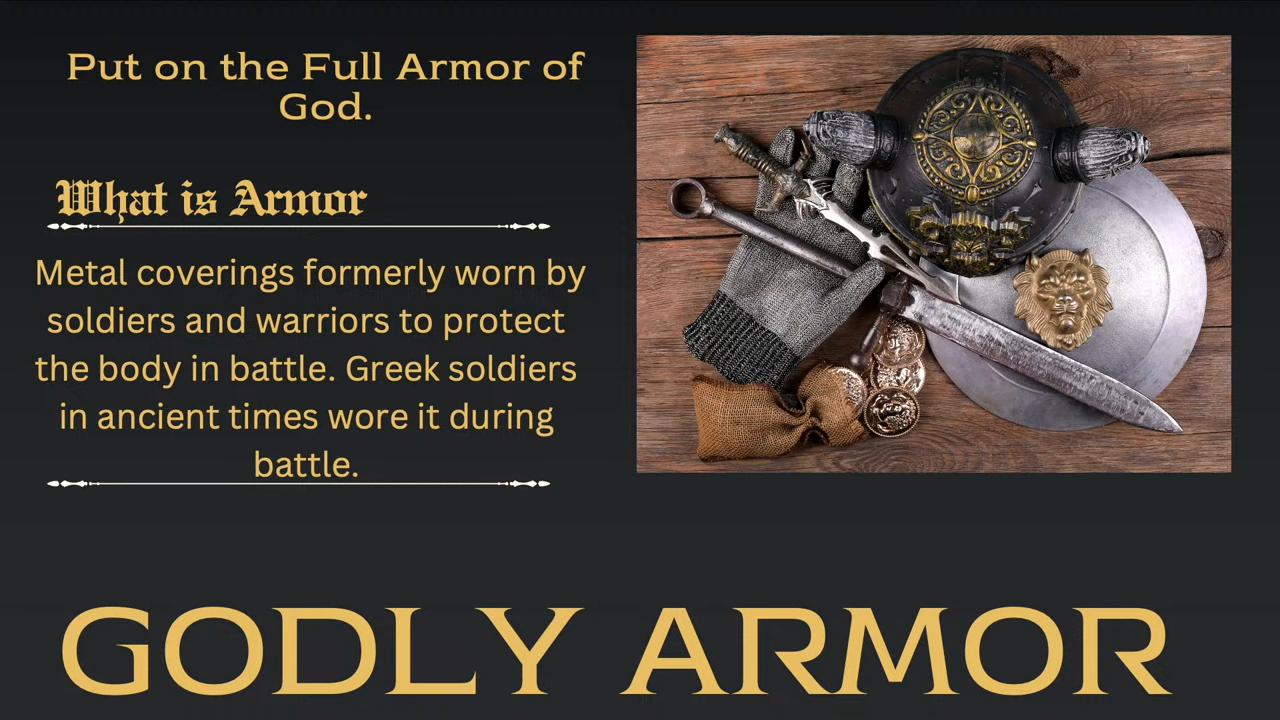 Put on the Full Armor of
God.
What is Armor
Metal coverings formerly worn by
soldiers and warriors to protect
the body in battle. Greek soldiers
in ancient times wore it during
battle.
GODLY ARMOR